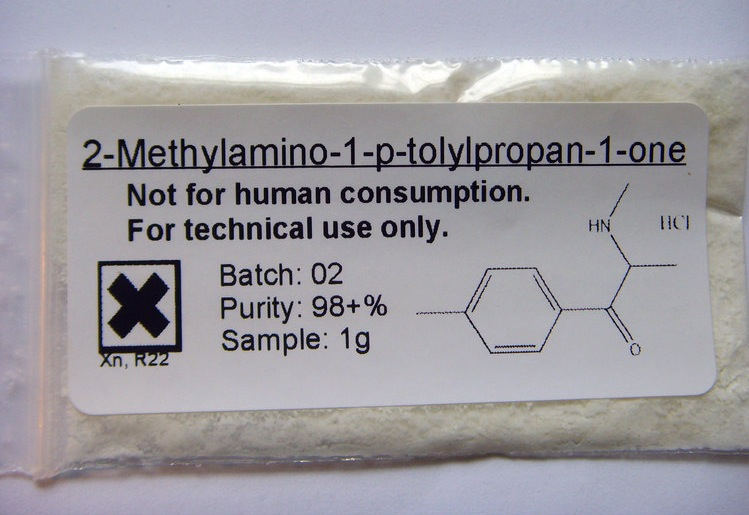 2-Methylamino-1-p-tolylpropan-1-one
Not for human consumption.
For technical use only.
HN
HCl
Batch: 02
Purity: 98+%
Sample: 1g
O
Xn, R22